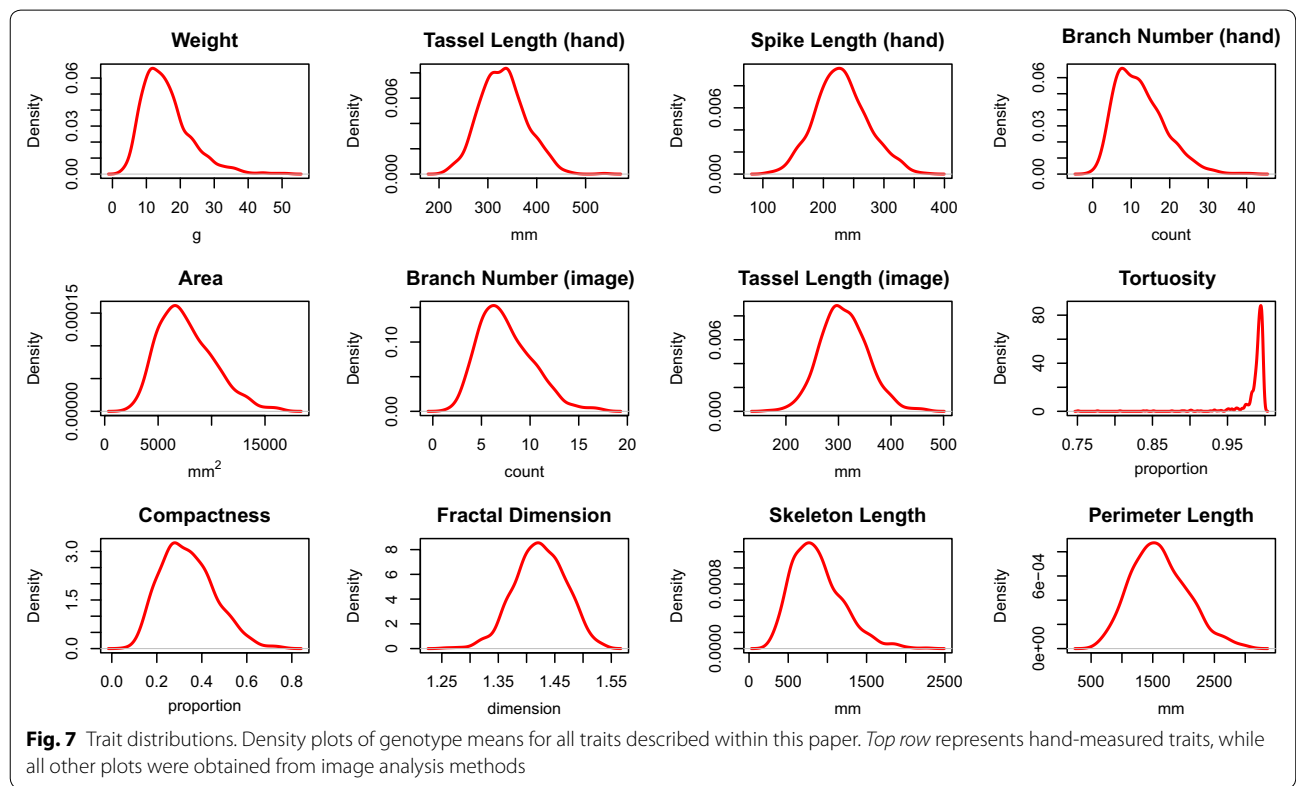 Weight
Tassel Length (hand)
Spike Length (hand)
Branch Number (hand)
Density
0.00 0.03 0.06
0 10 20 30 40 50
g
Density
0.000 0.006
200 300 400 500
mm
Density
0.000 0.006
100 200 300 400
mm
Density
0.00 0.03 0.06
0 10 20 30 40
count
Area
Branch Number (image)
Tassel Length (image)
Tortuosity
Density
0.0000 0.0015
0 5000 15000
mm²
Density
0.00 0.10
0 5 10 15 20
count
Density
0.000 0.006
200 300 400 500
mm
Density
0 40 80
0.75 0.85 0.95
proportion
Compactness
Fractal Dimension
Skeleton Length
Perimeter Length
Density
0.0 1.5 3.0
0.0 0.2 0.4 0.6 0.8
proportion
Density
0 2 4 6 8
1.25 1.35 1.45 1.55
dimension
Density
0.0000 0.0008
0 500 1500 2500
mm
Density
0e+00 6e−04
500 1500 2500
mm
Fig. 7 Trait distributions. Density plots of genotype means for all traits described within this paper. Top row represents hand-measured traits, while
all other plots were obtained from image analysis methods